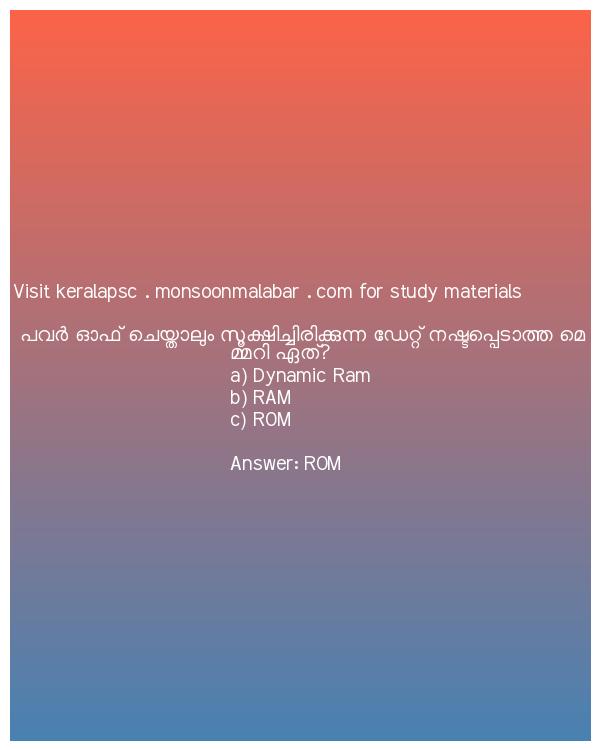 Visit keralapsc . monsoonmalabar . com for study materials
പവർ ഓഫ് ചെയ്താലും സൂക്ഷിച്ചിരിക്കുന്ന ഡേറ്റ് നഷ്ടപ്പെടാത്ത മെ
മ്മറി ഏത്?
a) Dynamic Ram
b) RAM
c) ROM
Answer: ROM